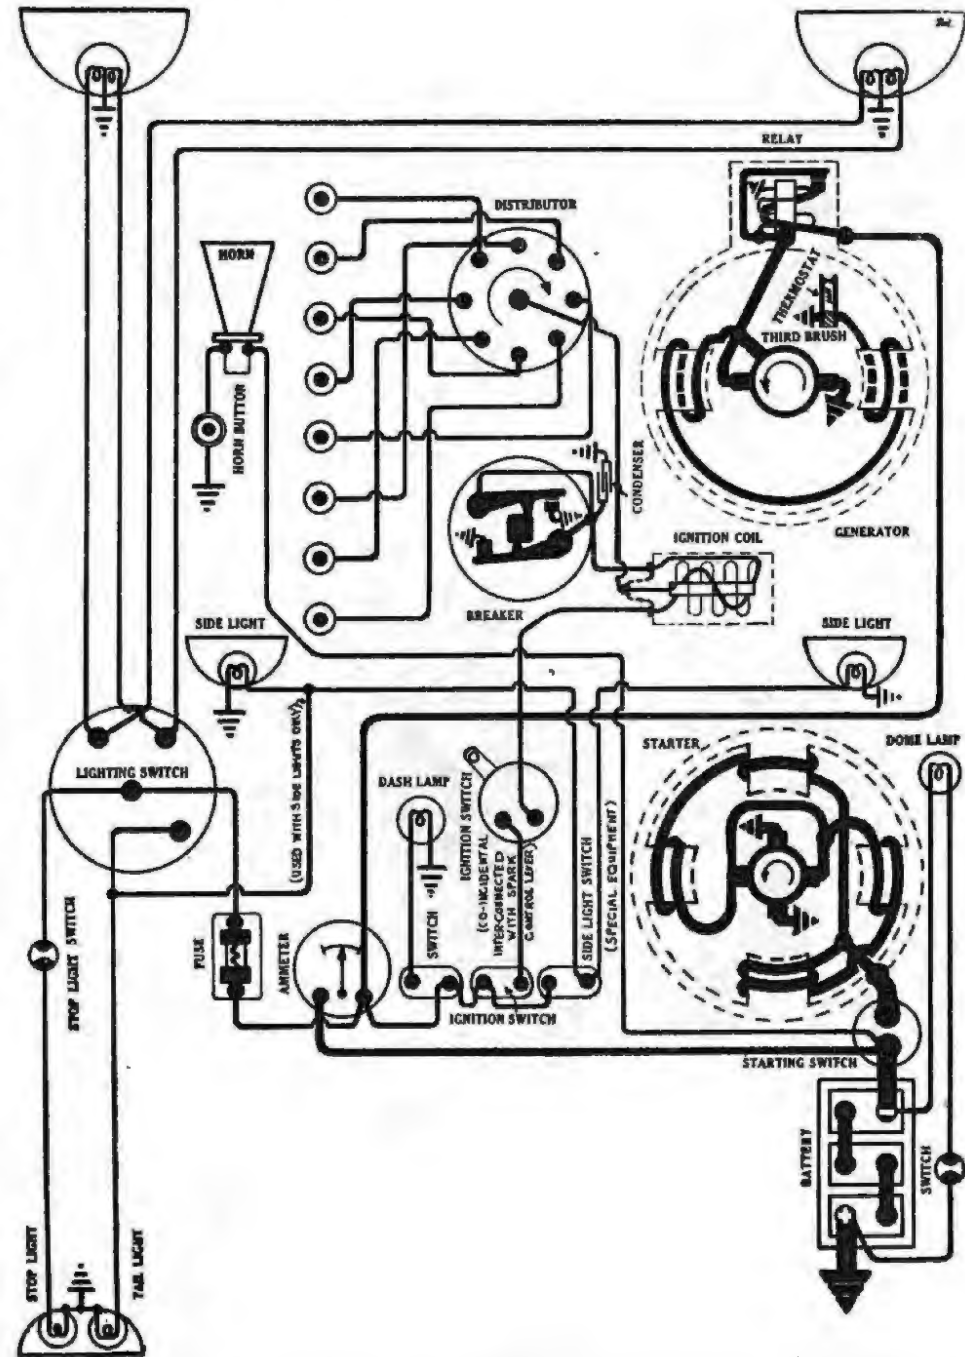 RELAY
DISTRIBUTOR
HORN
THERMOSTAT
THIRD BRUSH
HORN BUTTON
CONDENSER
GENERATOR
IGNITION COIL
BREAKER
SIDE LIGHT
SIDE LIGHT
LIGHTING SWITCH
(USED WITH SIDE LIGHTS ONLY)
DASH LAMP
IGNITION SWITCH
(CO-INCIDENTAL
INTER-CONNECTED
WITH SPARK
CONTROL LEVER)
SIDE LIGHT SWITCH
(SPECIAL EQUIPMENT)
STARTER
DOME LAMP
STOP LIGHT SWITCH
FUSE
AMMETER
SWITCH
IGNITION SWITCH
STARTING SWITCH
BATTERY
SWITCH
STOP LIGHT
TAIL LIGHT